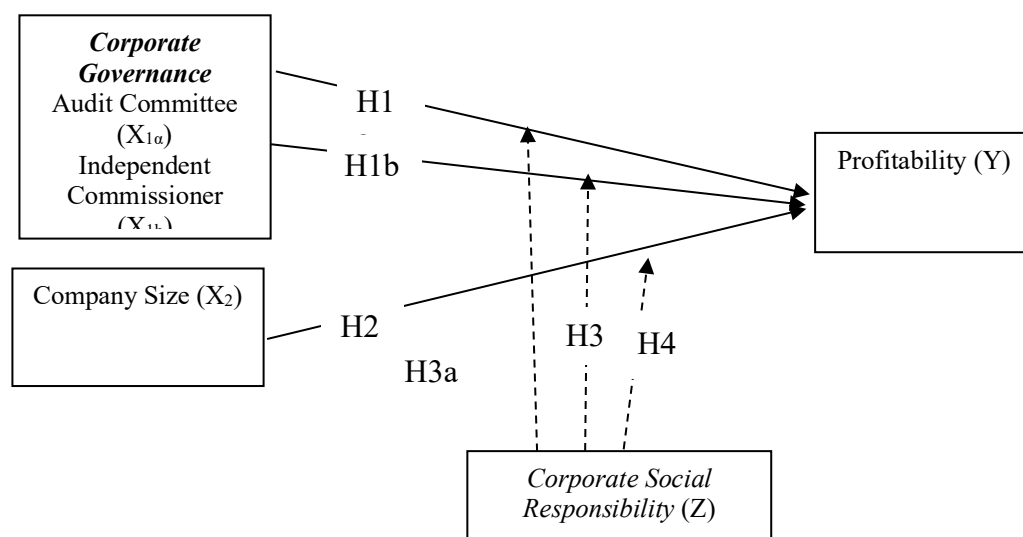 Corporate
Governance
Audit Committee
(X1α)
Independent
Commissioner
(X1b)
Company Size (X2)
H1
H1b
H2
H3a
H3
H4
Profitability (Y)
Corporate Social
Responsibility (Z)